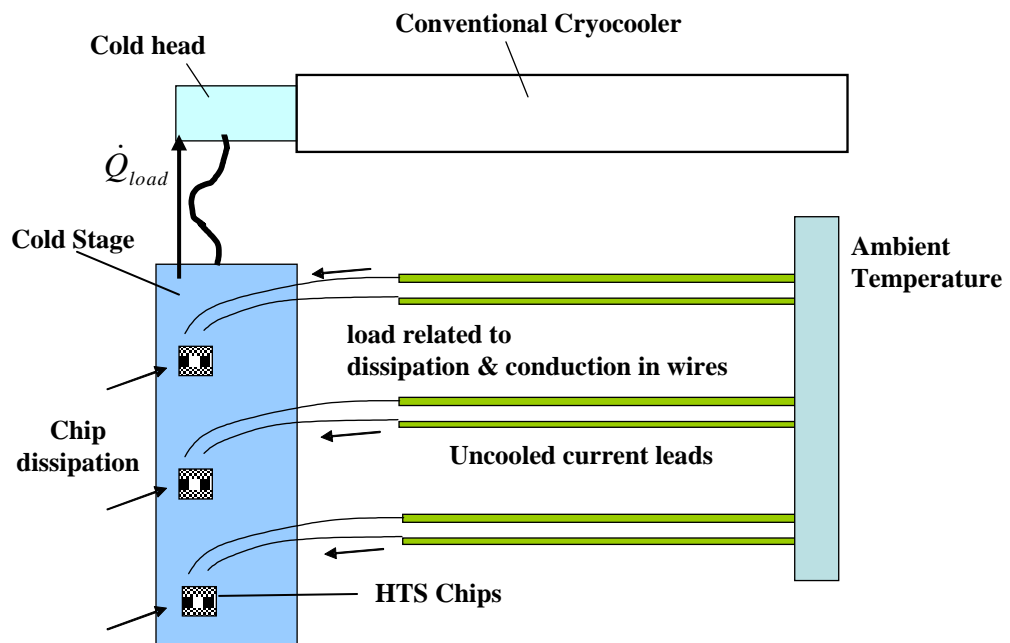 Conventional Cryocooler
Cold head
Q̇load
Cold Stage
Ambient
Temperature
load related to
dissipation & conduction in wires
Chip
dissipation
Uncooled current leads
HTS Chips